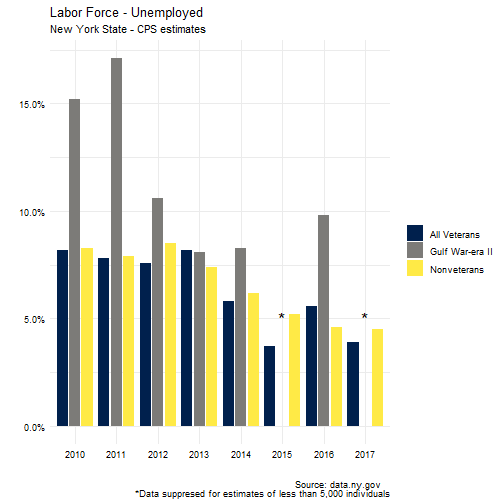 Labor Force - Unemployed
New York State - CPS estimates
15.0%
10.0%
5.0%
0.0%
* *
2010 2011 2012 2013 2014 2015 2016 2017
All Veterans
Gulf War-era II
Nonveterans
Source: data.ny.gov
*Data suppresed for estimates of less than 5,000 individuals